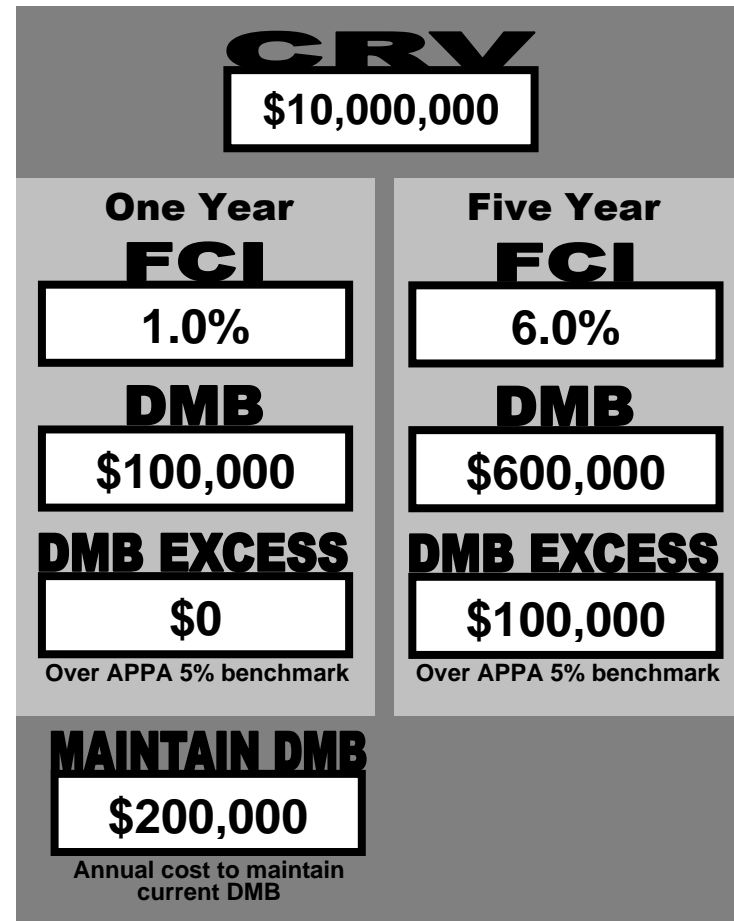 CRV
$10,000,000
One Year
FCI
1.0%
DMB
$100,000
DMB EXCESS
$0
Over APPA 5% benchmark
Five Year
FCI
6.0%
DMB
$600,000
DMB EXCESS
$100,000
Over APPA 5% benchmark
MAINTAIN DMB
$200,000
Annual cost to maintain
current DMB